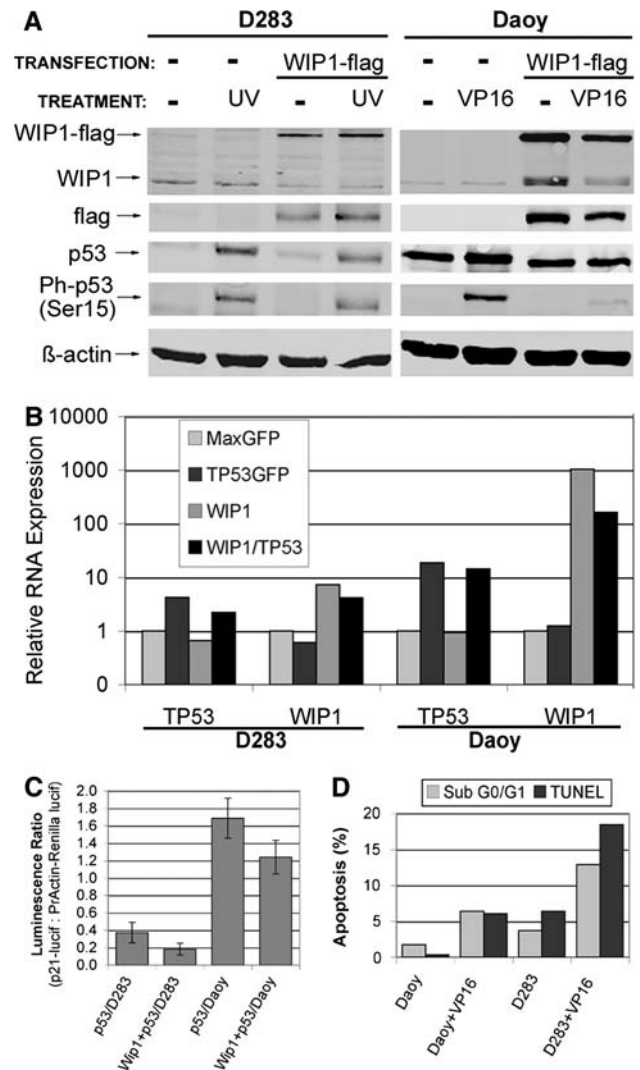 A
D283
Daoy
TRANSFECTION: - - WIP1-flag - - WIP1-flag
TREATMENT: - UV - UV - VP16 - VP16
WIP1-flag
WIP1
flag
p53
Ph-p53
(Ser15)
ß-actin
B
10000
1000
100
10
1
0
Relative RNA Expression
MaxGFP
TP53GFP
WIP1
WIP1/TP53
TP53 WIP1 TP53 WIP1
D283 Daoy
C
2.0
1.8
1.6
1.4
1.2
1.0
0.8
0.6
0.4
0.2
0.0
Luminescence Ratio
(p21-lucif : PrActin-Renilla lucif)
p53/D283
Wip1+p53/D283
p53/Daoy
Wip1+p53/Daoy
D
Sub G0/G1 TUNEL
20
15
10
5
0
Apoptosis (%)
Daoy
Daoy+VP16
D283
D283+VP16